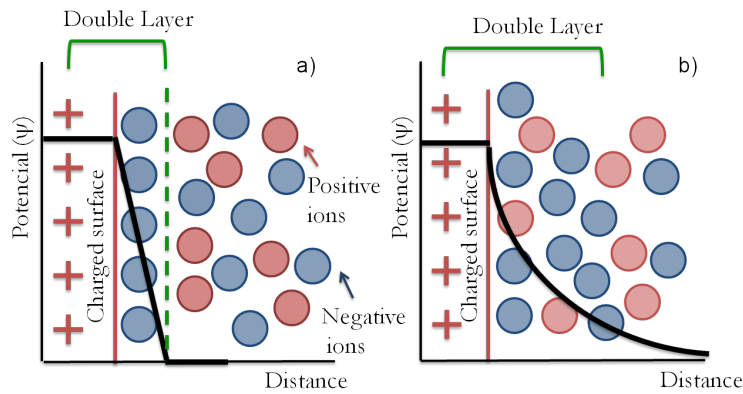 Double Layer
a)
Potencial (ψ)
Charged surface
Positive
ions
Negative
ions
Distance
Double Layer
b)
Potencial (ψ)
Charged surface
Distance